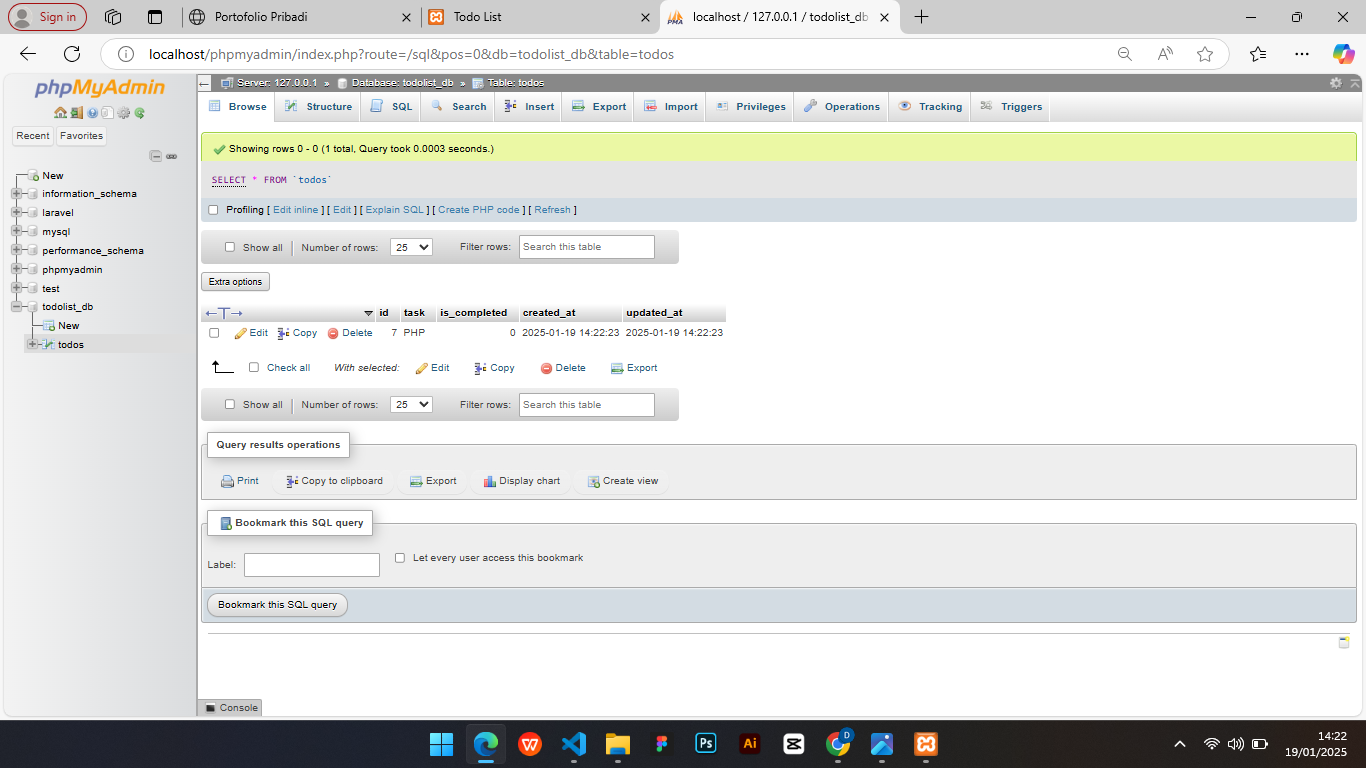 Sign in
Portofolio Pribadi
Todo List
PMA
localhost / 127.0.0.1 / todolist_db
localhost/phpmyadmin/index.php?route=/sql&pos=0&db=todolist_db&table=todos
phpMyAdmin
Recent
Favorites
New
information_schema
laravel
mysql
performance_schema
phpmyadmin
test
todolist_db
New
todos
Server: 127.0.0.1 » Database: todolist_db » Table: todos
Browse Structure SQL Search Insert Export Import Privileges Operations Tracking Triggers
Showing rows 0 - 0 (1 total, Query took 0.0003 seconds.)
SELECT * FROM `todos`
Profiling [ Edit inline ] [ Edit ] [ Explain SQL ] [ Create PHP code ] [ Refresh ]
Show all Number of rows: 25 Filter rows: Search this table
Extra options
←T→ id task is_completed created_at updated_at
Edit Copy Delete 7 PHP 0 2025-01-19 14:22:23 2025-01-19 14:22:23
Check all With selected: Edit Copy Delete Export
Show all Number of rows: 25 Filter rows: Search this table
Query results operations
Print Copy to clipboard Export Display chart Create view
Bookmark this SQL query
Label: Let every user access this bookmark
Bookmark this SQL query
Console
W
Ps
Ai
D
14:22
19/01/2025